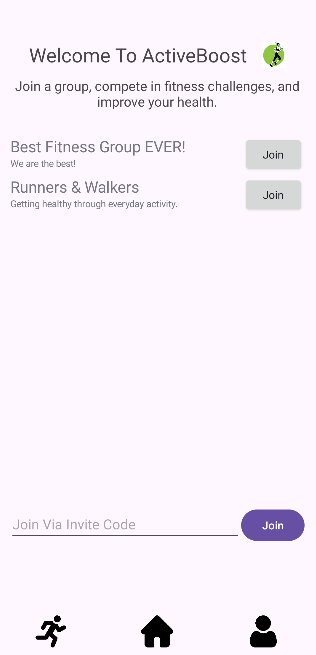 Welcome To ActiveBoost
Join a group, compete in fitness challenges, and
improve your health.
Best Fitness Group EVER!
We are the best!
Join
Runners & Walkers
Getting healthy through everyday activity.
Join
Join Via Invite Code
Join